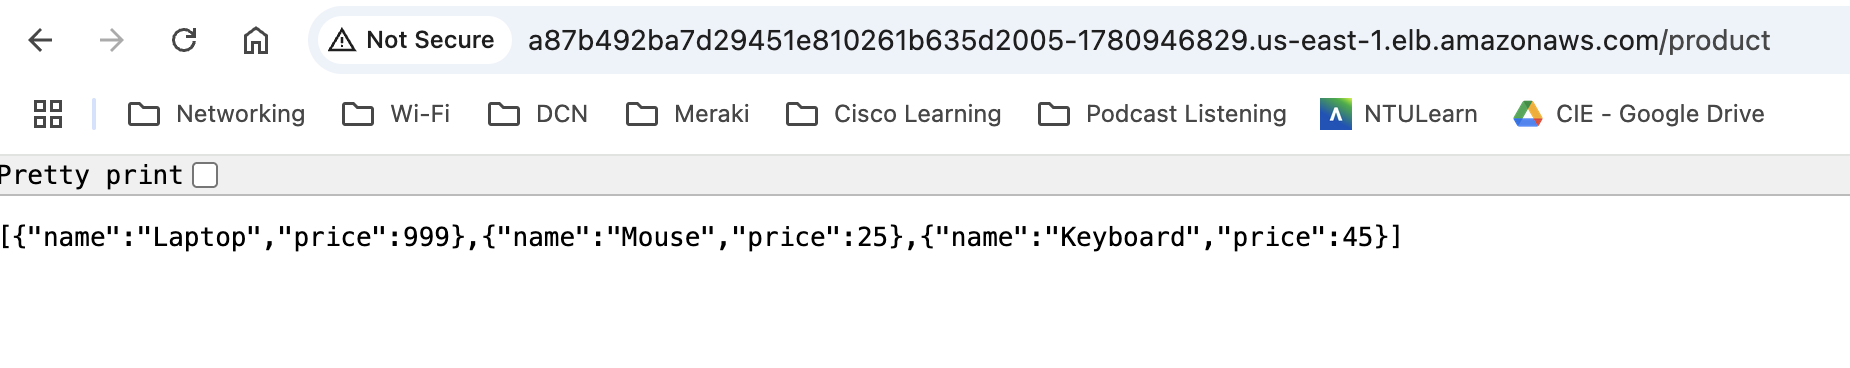 Not Secure a87b492ba7d29451e810261b635d2005-1780946829.us-east-1.elb.amazonaws.com/product
Networking Wi-Fi DCN Meraki Cisco Learning Podcast Listening NTULearn CIE - Google Drive
Pretty print
[{"name":"Laptop","price":999},{"name":"Mouse","price":25},{"name":"Keyboard","price":45}]